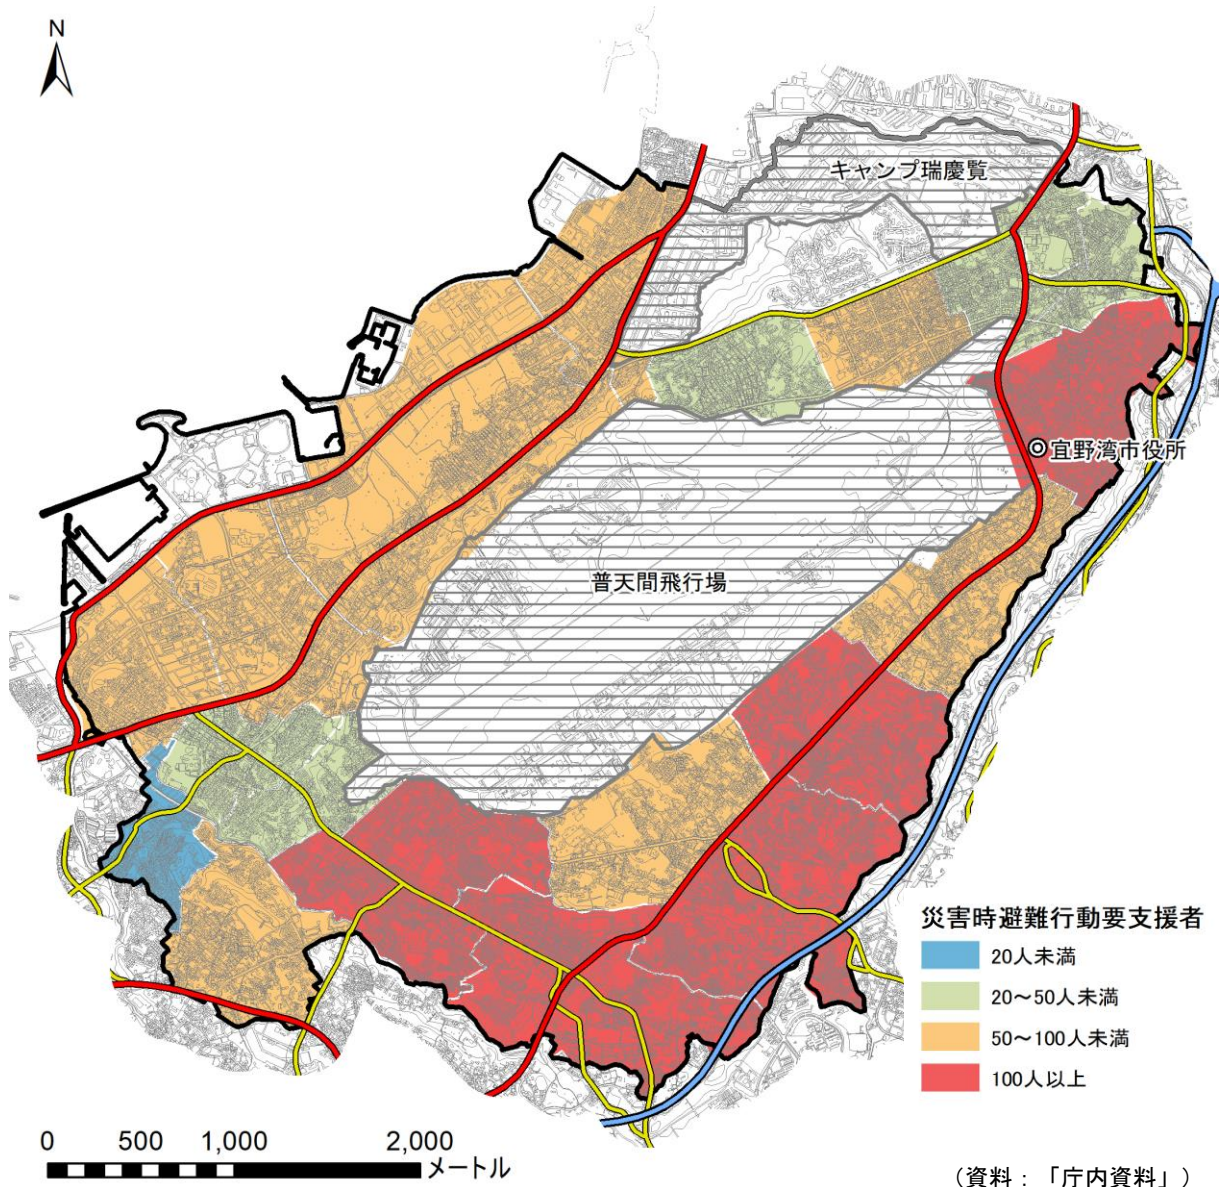 N
キャンプ瑞慶覧
宜野湾市役所
普天間飛行場
災害時避難行動要支援者
20人未満
20～50人未満
50～100人未満
100人以上
0 500 1,000 2,000
メートル
（資料：「庁内資料」）